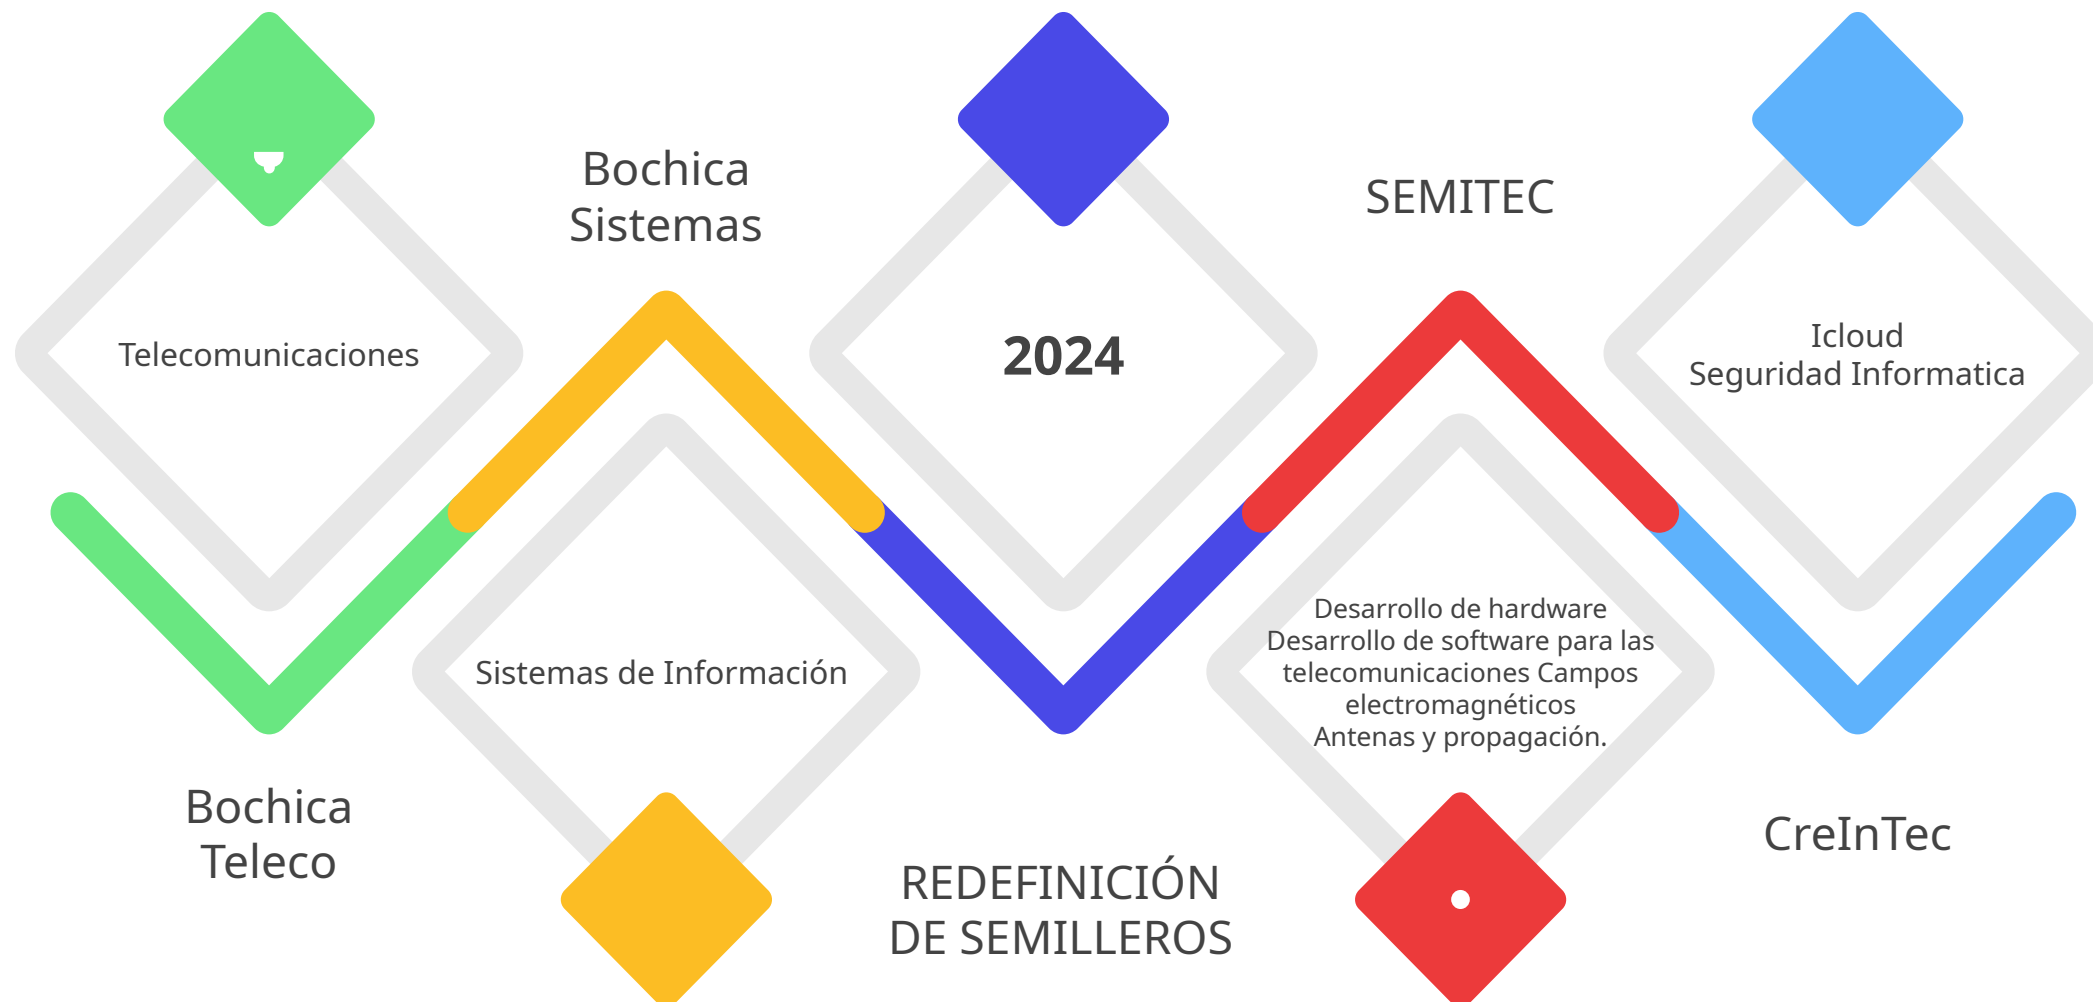 Telecomunicaciones
Bochica
Teleco
Bochica
Sistemas
Sistemas de Información
2024
REDEFINICIÓN
DE SEMILLEROS
SEMITEC
Desarrollo de hardware
Desarrollo de software para las
telecomunicaciones Campos
electromagnéticos
Antenas y propagación.
Icloud
Seguridad Informatica
CreInTec